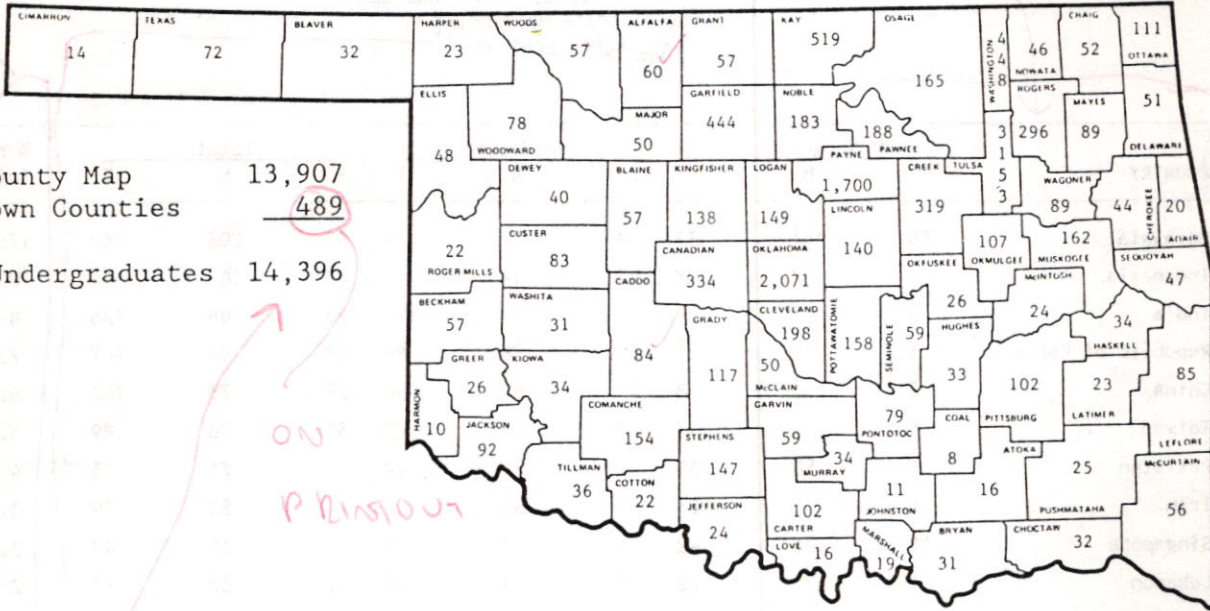 CIMARRON
14
TEXAS
72
BEAVER
32
HARPER
23
WOODS
57
ALFALFA
60
GRANT
57
KAY
519
OSAGE
165
WASHINGTON
448
46
NOWATA
CRAIG
52
111
OTTAWA
ELLIS
48
78
WOODWARD
MAJOR
50
GARFIELD
444
NOBLE
183
188
PAWNEE
ROGERS
296
MAYES
89
51
DELAWARE
ounty Map 13,907
own Counties 489
Undergraduates 14,396
DEWEY
40
BLAINE
57
KINGFISHER
138
LOGAN
149
PAYNE
1,700
CREEK
319
TULSA
3153
WAGONER
89
44
CHEROKEE
20
ADAIR
22
ROGER MILLS
CUSTER
83
CANADIAN
334
OKLAHOMA
2,071
LINCOLN
140
OKFUSKEE
26
107
OKMULGEE
162
MUSKOGEE
SEQUOYAH
47
BECKHAM
57
WASHITA
31
CADDO
84
GRADY
117
CLEVELAND
198
50
McCLAIN
POTTAWATOMIE
158
SEMINOLE
59
HUGHES
33
McINTOSH
24
34
HASKELL
GREER
26
KIOWA
34
COMANCHE
154
GARVIN
59
79
PONTOTOC
COAL
8
102
PITTSBURG
23
LATIMER
85
LEFLORE
HARMON
10
JACKSON
92
TILLMAN
36
COTTON
22
STEPHENS
147
34
MURRAY
11
JOHNSTON
ATOKA
16
25
PUSHMATAHA
McCURTAIN
56
JEFFERSON
24
102
CARTER
LOVE 16
MARSHALL
19
BRYAN
31
CHOCTAW
32
ON
PRINTOUT